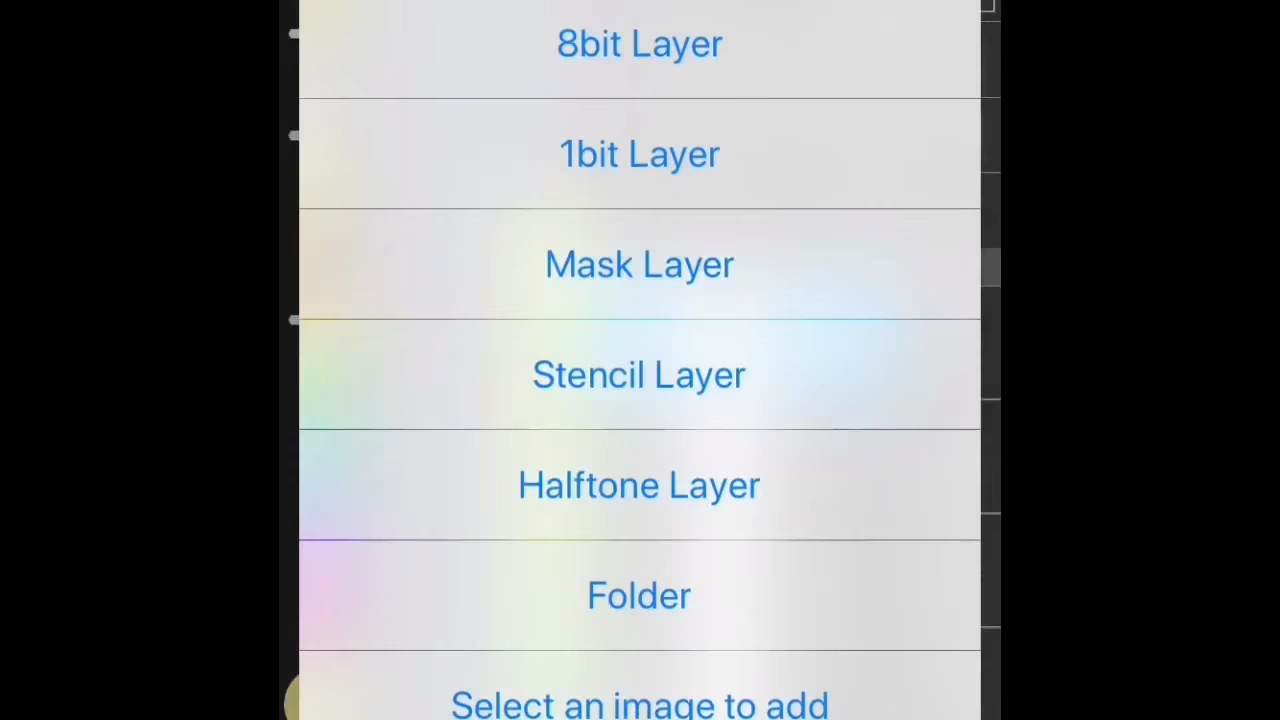 8bit Layer
1bit Layer
Mask Layer
Stencil Layer
Halftone Layer
Folder
Select an image to add